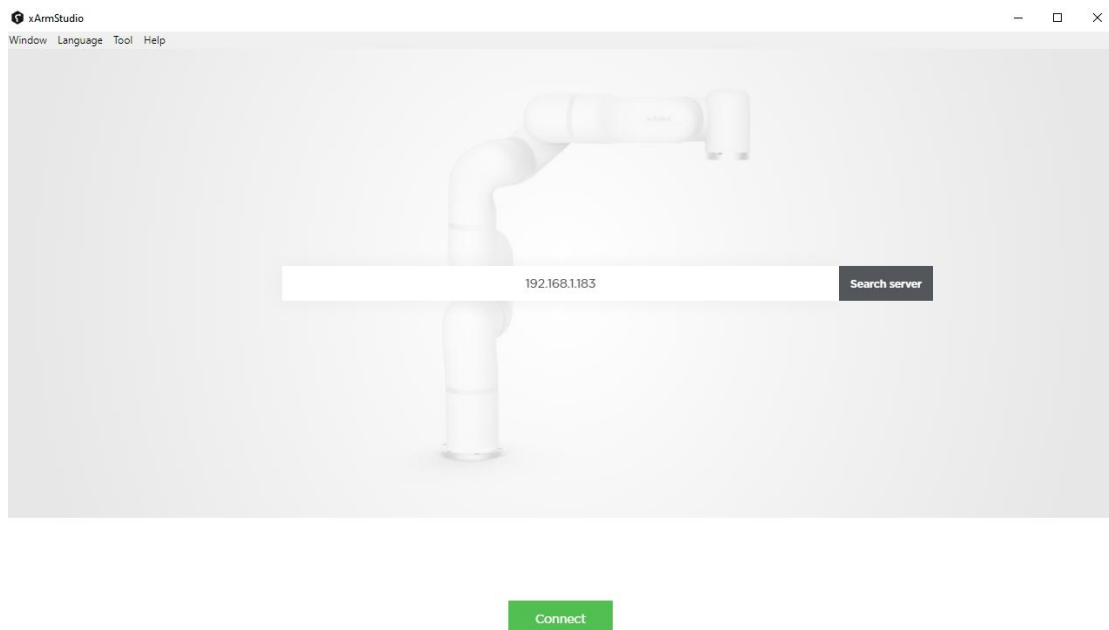 xArmStudio
Window Language Tool Help
192.168.1.183
Search server
Connect